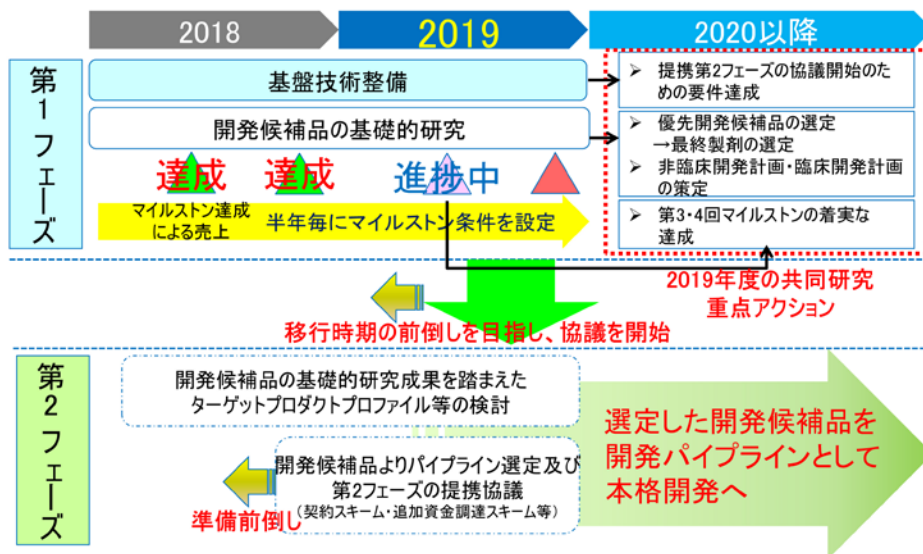 2018
2019
2020以降
第1フェーズ
基盤技術整備
開発候補品の基礎的研究
達成
達成
進捗中
マイルストン達成
による売上
半年毎にマイルストン条件を設定
➢ 提携第2フェーズの協議開始のた
めの要件達成
➢ 優先開発候補品の選定
→最終製剤の選定
➢ 非臨床開発計画・臨床開発計画
の策定
➢ 第3・4回マイルストンの着実な
達成
2019年度の共同研究
重点アクション
移行時期の前倒しを目指し、協議を開始
第2フェーズ
開発候補品の基礎的研究成果を踏まえた
ターゲットプロダクトプロファイル等の検討
開発候補品よりパイプライン選定及び
第2フェーズの提携協議
(契約スキーム・追加資金調達スキーム等)
準備前倒し
選定した開発候補品を
開発パイプラインとして
本格開発へ